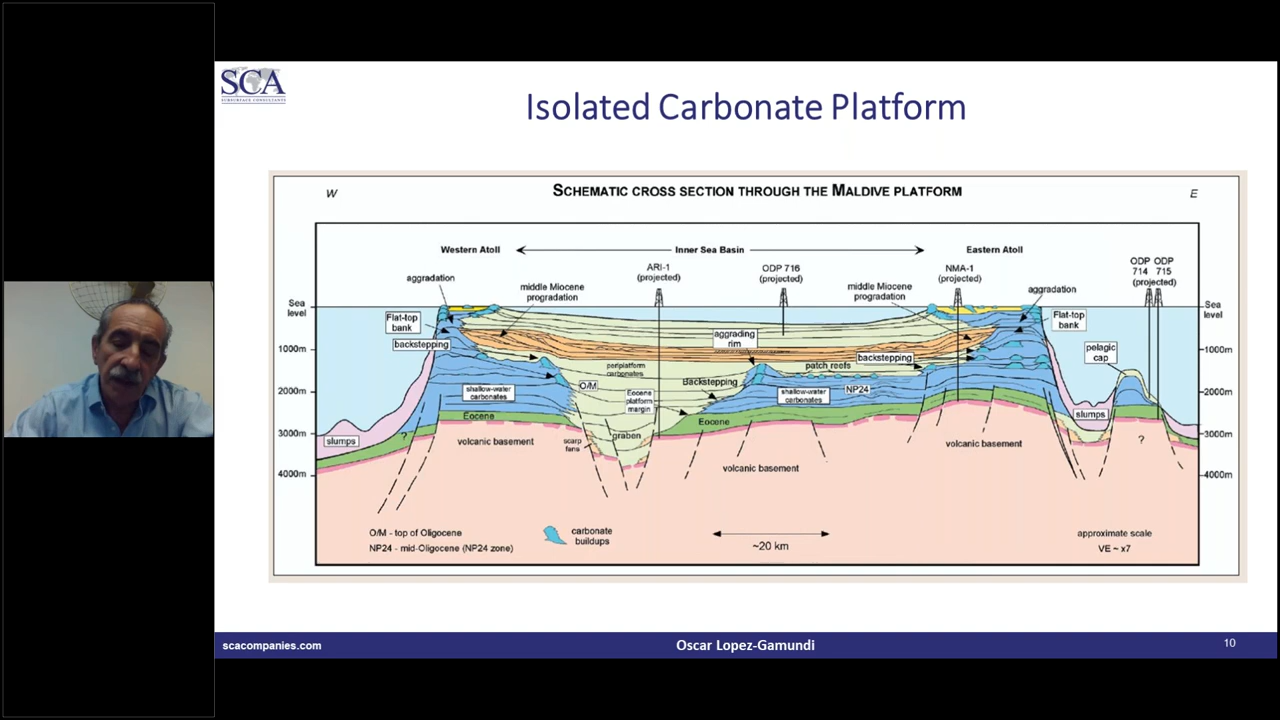 SCA
SUBSURFACE CONSULTANTS
Isolated Carbonate Platform
W
SCHEMATIC CROSS SECTION THROUGH THE MALDIVE PLATFORM
E
Western Atoll
Inner Sea Basin
Eastern Atoll
ARI-1
(projected)
ODP 716
(projected)
NMA-1
(projected)
ODP ODP
714 715
(projected)
aggradation
middle Miocene
progradation
middle Miocene
progradation
aggradation
Sea
level
Sea
level
Flat-top
bank
Flat-top
bank
backstepping
aggrading
rim
backstepping
pelagic
cap
1000m
1000m
periplatform
carbonates
patch reefs
O/M
Backstepping
NP24
2000m
2000m
shallow-water
carbonates
Eocene
platform
margin
shallow-water
carbonates
slumps
Eocene
Eocene
3000m
3000m
slumps
?
volcanic basement
scarp
fans
graben
volcanic basement
?
volcanic basement
4000m
4000m
O/M - top of Oligocene
NP24 - mid-Oligocene (NP24 zone)
carbonate
buildups
~20 km
approximate scale
VE ~ x7
scacompanies.com
Oscar Lopez-Gamundi
10